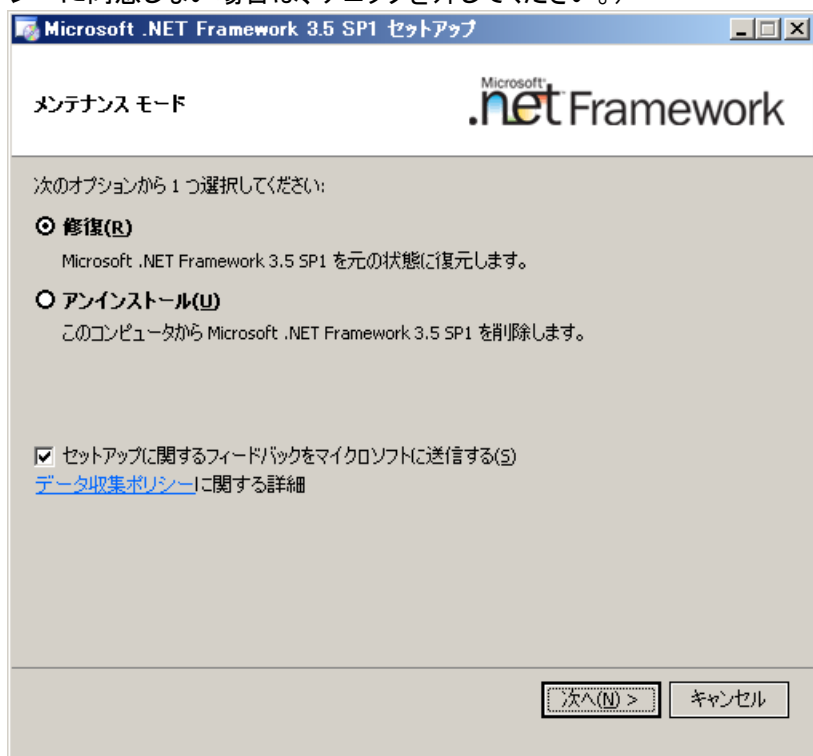 Microsoft .NET Framework 3.5 SP1 セットアップ
メンテナンス モード
Microsoft
.net Framework
次のオプションから 1 つ選択してください:
修復(R)
Microsoft .NET Framework 3.5 SP1 を元の状態に復元します。
アンインストール(U)
このコンピュータから Microsoft .NET Framework 3.5 SP1 を削除します。
セットアップに関するフィードバックをマイクロソフトに送信する(S)
データ収集ポリシーに関する詳細
次へ(N) >
キャンセル